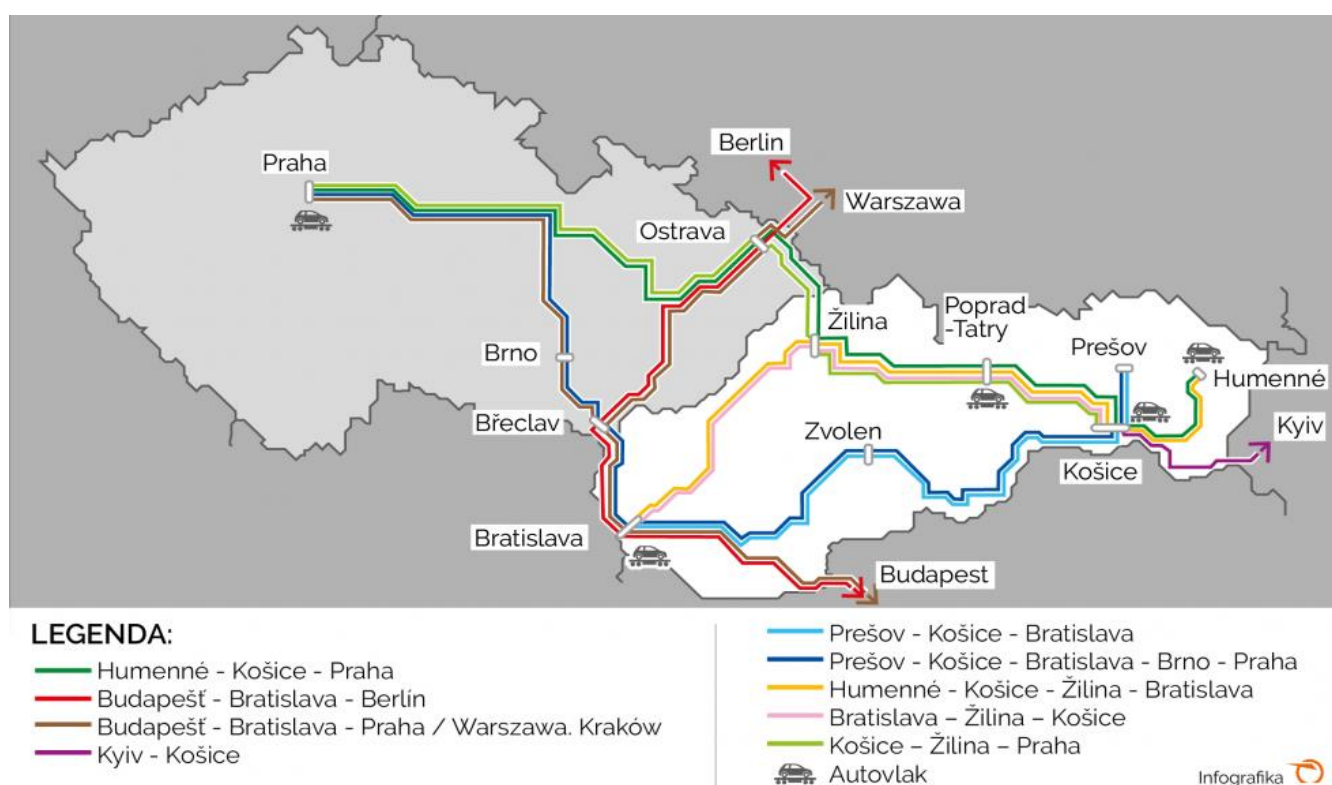 Berlin
Warszawa
Praha
Ostrava
Poprad
-Tatry
Žilina
Prešov
Brno
Humenné
Břeclav
Zvolen
Kyiv
Košice
Bratislava
Budapest
LEGENDA:
Humenné - Košice - Praha
Budapešť - Bratislava - Berlín
Budapešť - Bratislava - Praha / Warszawa. Kraków
Kyiv - Košice
Prešov - Košice - Bratislava
Prešov - Košice - Bratislava - Brno - Praha
Humenné - Košice - Žilina - Bratislava
Bratislava – Žilina – Košice
Košice – Žilina – Praha
Autovlak
Infografika